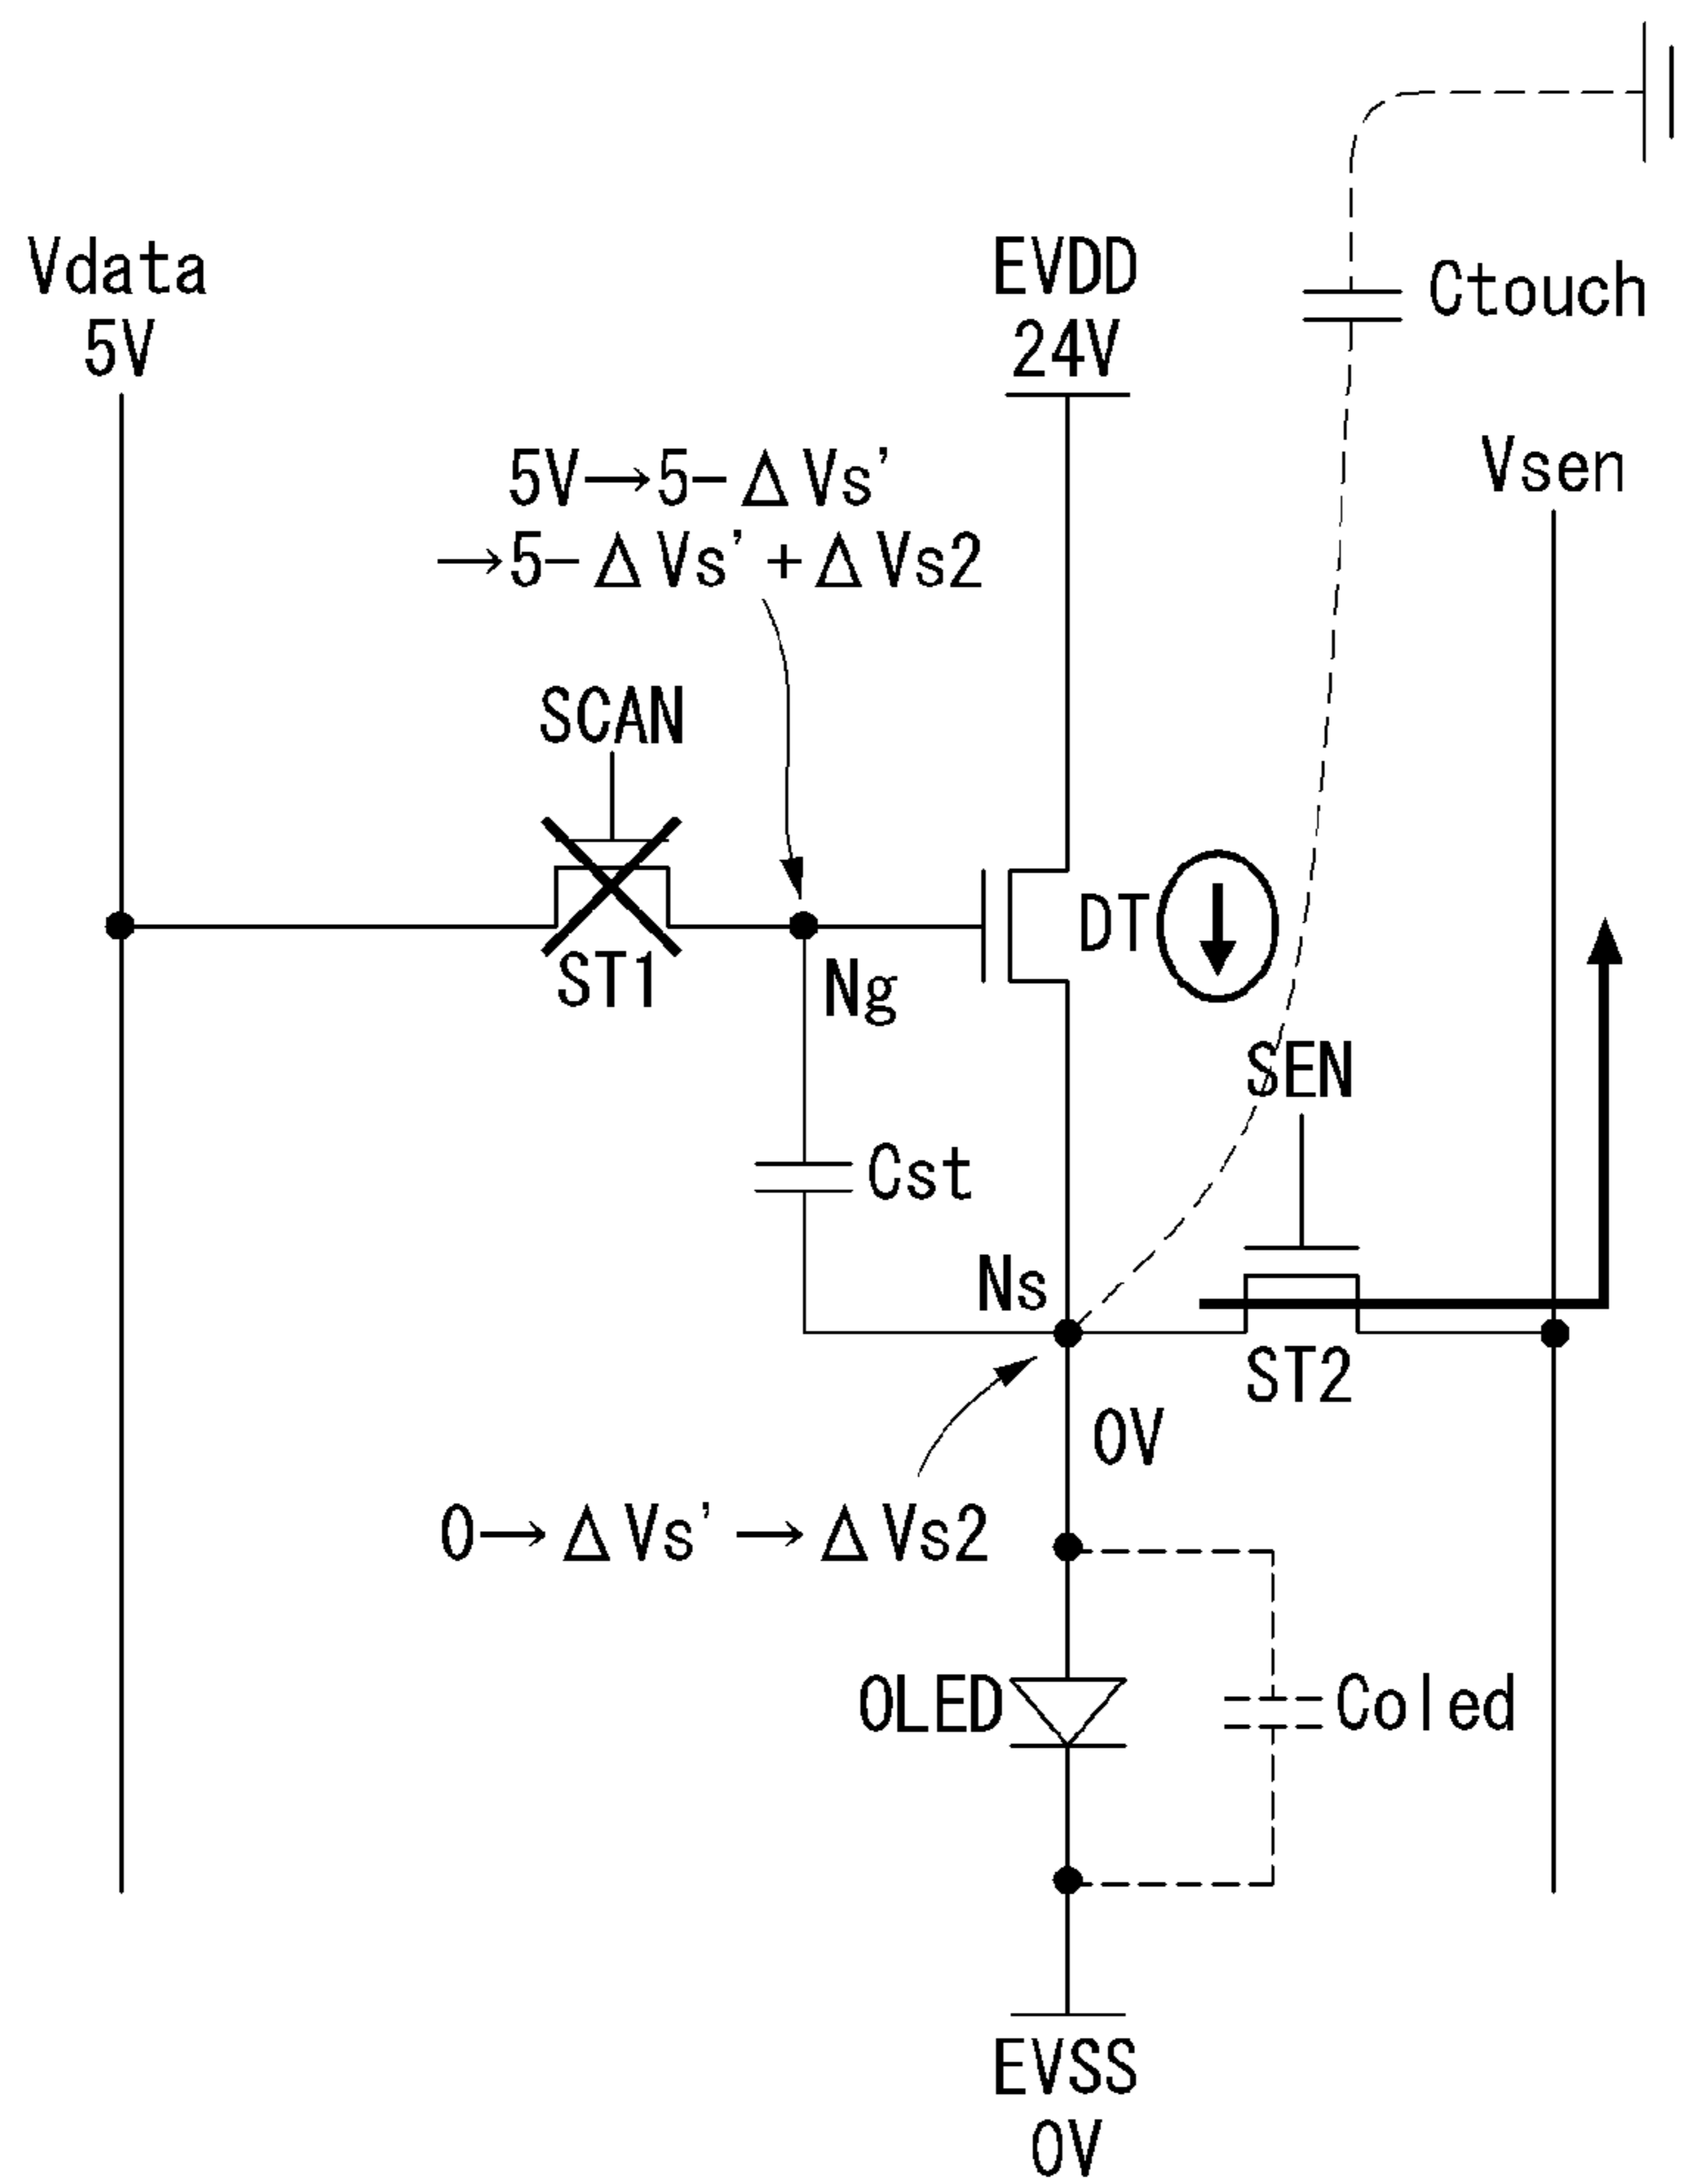 Vdata
5V
EVDD
24V
Ctouch
Vsen
5V→5-ΔVs'
→5-ΔVs'+ΔVs2
SCAN
ST1
Ng
DT
SEN
Cst
Ns
ST2
0V
0→ΔVs'→ΔVs2
OLED
Coled
EVSS
0V